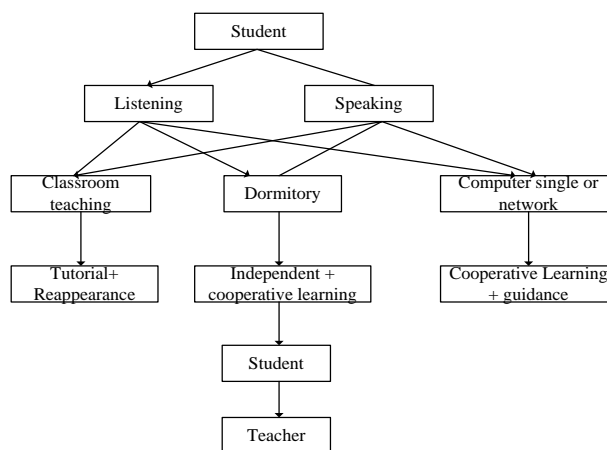 Student
Listening
Speaking
Classroom
teaching
Dormitory
Computer single or
network
Tutorial+
Reappearance
Independent +
cooperative learning
Cooperative Learning
+ guidance
Student
Teacher